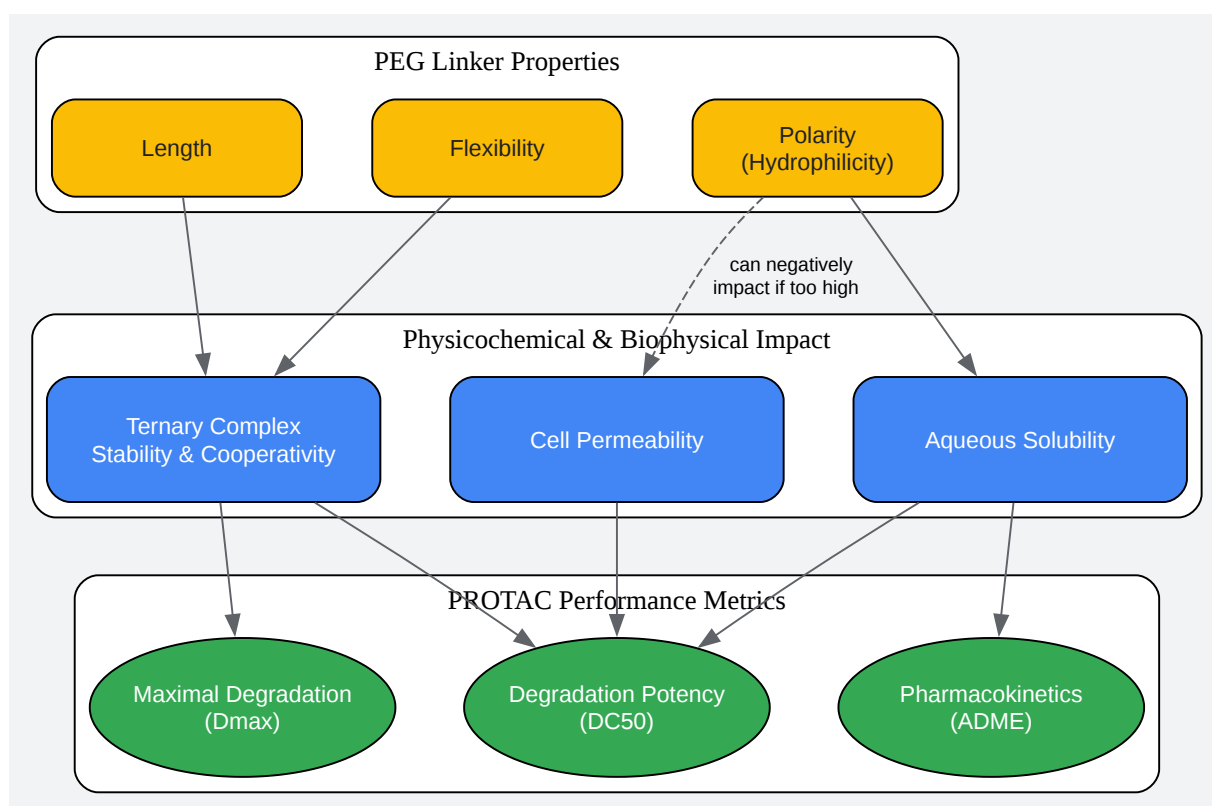 PEG Linker Properties
Length
Flexibility
Polarity
(Hydrophilicity)
can negatively
impact if too high
Physicochemical & Biophysical Impact
Ternary Complex
Stability & Cooperativity
Cell Permeability
Aqueous Solubility
PROTAC Performance Metrics
Maximal Degradation
(Dmax)
Degradation Potency
(DC50)
Pharmacokinetics
(ADME)